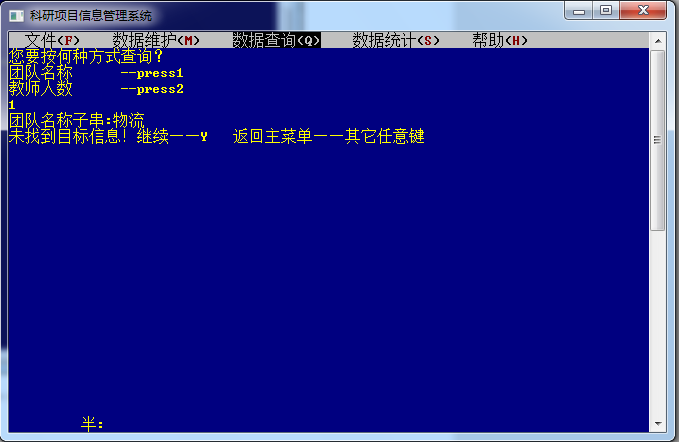 科研项目信息管理系统
文件(F) 数据维护(M) 数据查询(Q) 数据统计(S) 帮助(H)
您要按何种方式查询？
团队名称 --press1
教师人数 --press2
1
团队名称子串:物流
未找到目标信息! 继续——Y 返回主菜单——其它任意键
半: